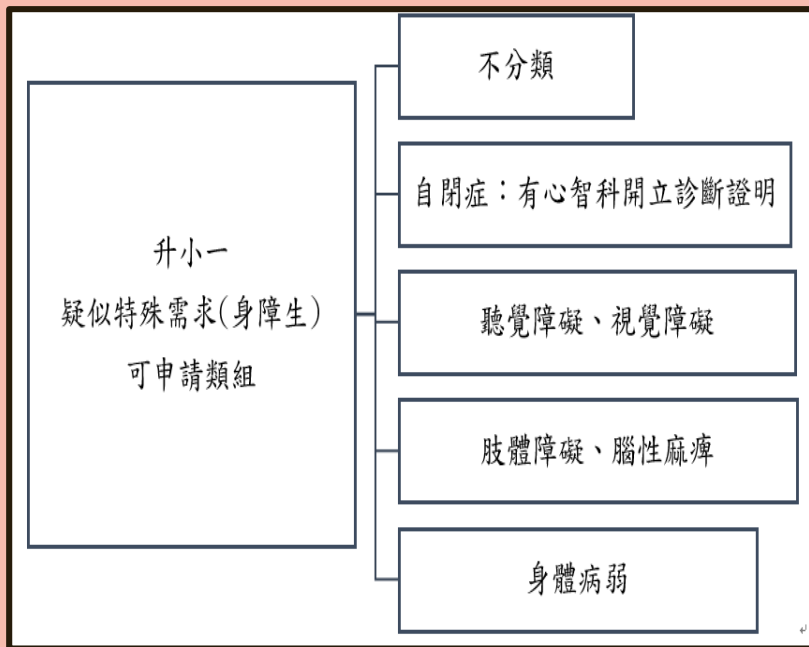 升小一
疑似特殊需求(身障生)
可申請類組
不分類
自閉症：有心智科開立診斷證明
聽覺障礙、視覺障礙
肢體障礙、腦性麻痺
身體病弱